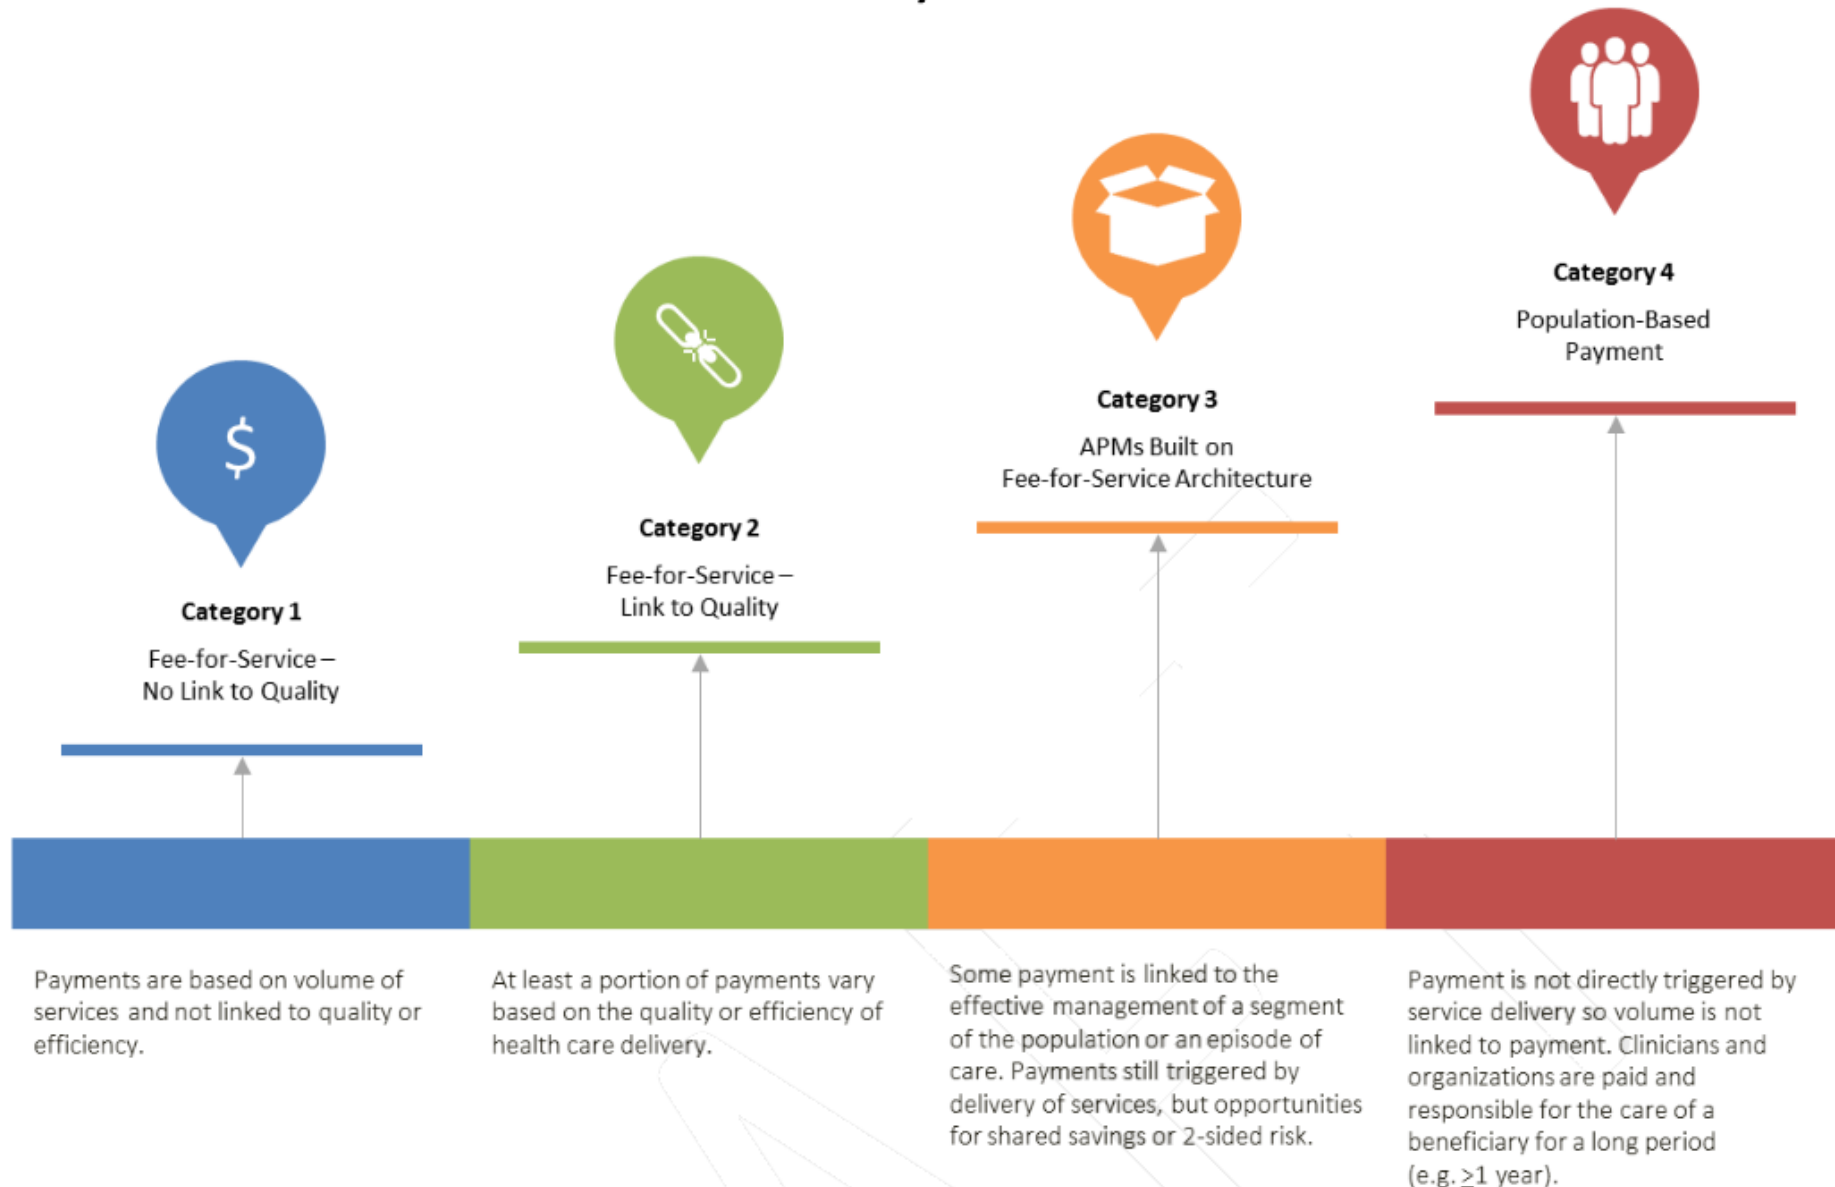 $
Category 1
Fee-for-Service –
No Link to Quality
Category 2
Fee-for-Service –
Link to Quality
Category 3
APMs Built on
Fee-for-Service Architecture
Category 4
Population-Based
Payment
Payments are based on volume of
services and not linked to quality or
efficiency.
At least a portion of payments vary
based on the quality or efficiency of
health care delivery.
Some payment is linked to the
effective management of a segment
of the population or an episode of
care. Payments still triggered by
delivery of services, but opportunities
for shared savings or 2-sided risk.
Payment is not directly triggered by
service delivery so volume is not
linked to payment. Clinicians and
organizations are paid and
responsible for the care of a
beneficiary for a long period
(e.g. ≥1 year).